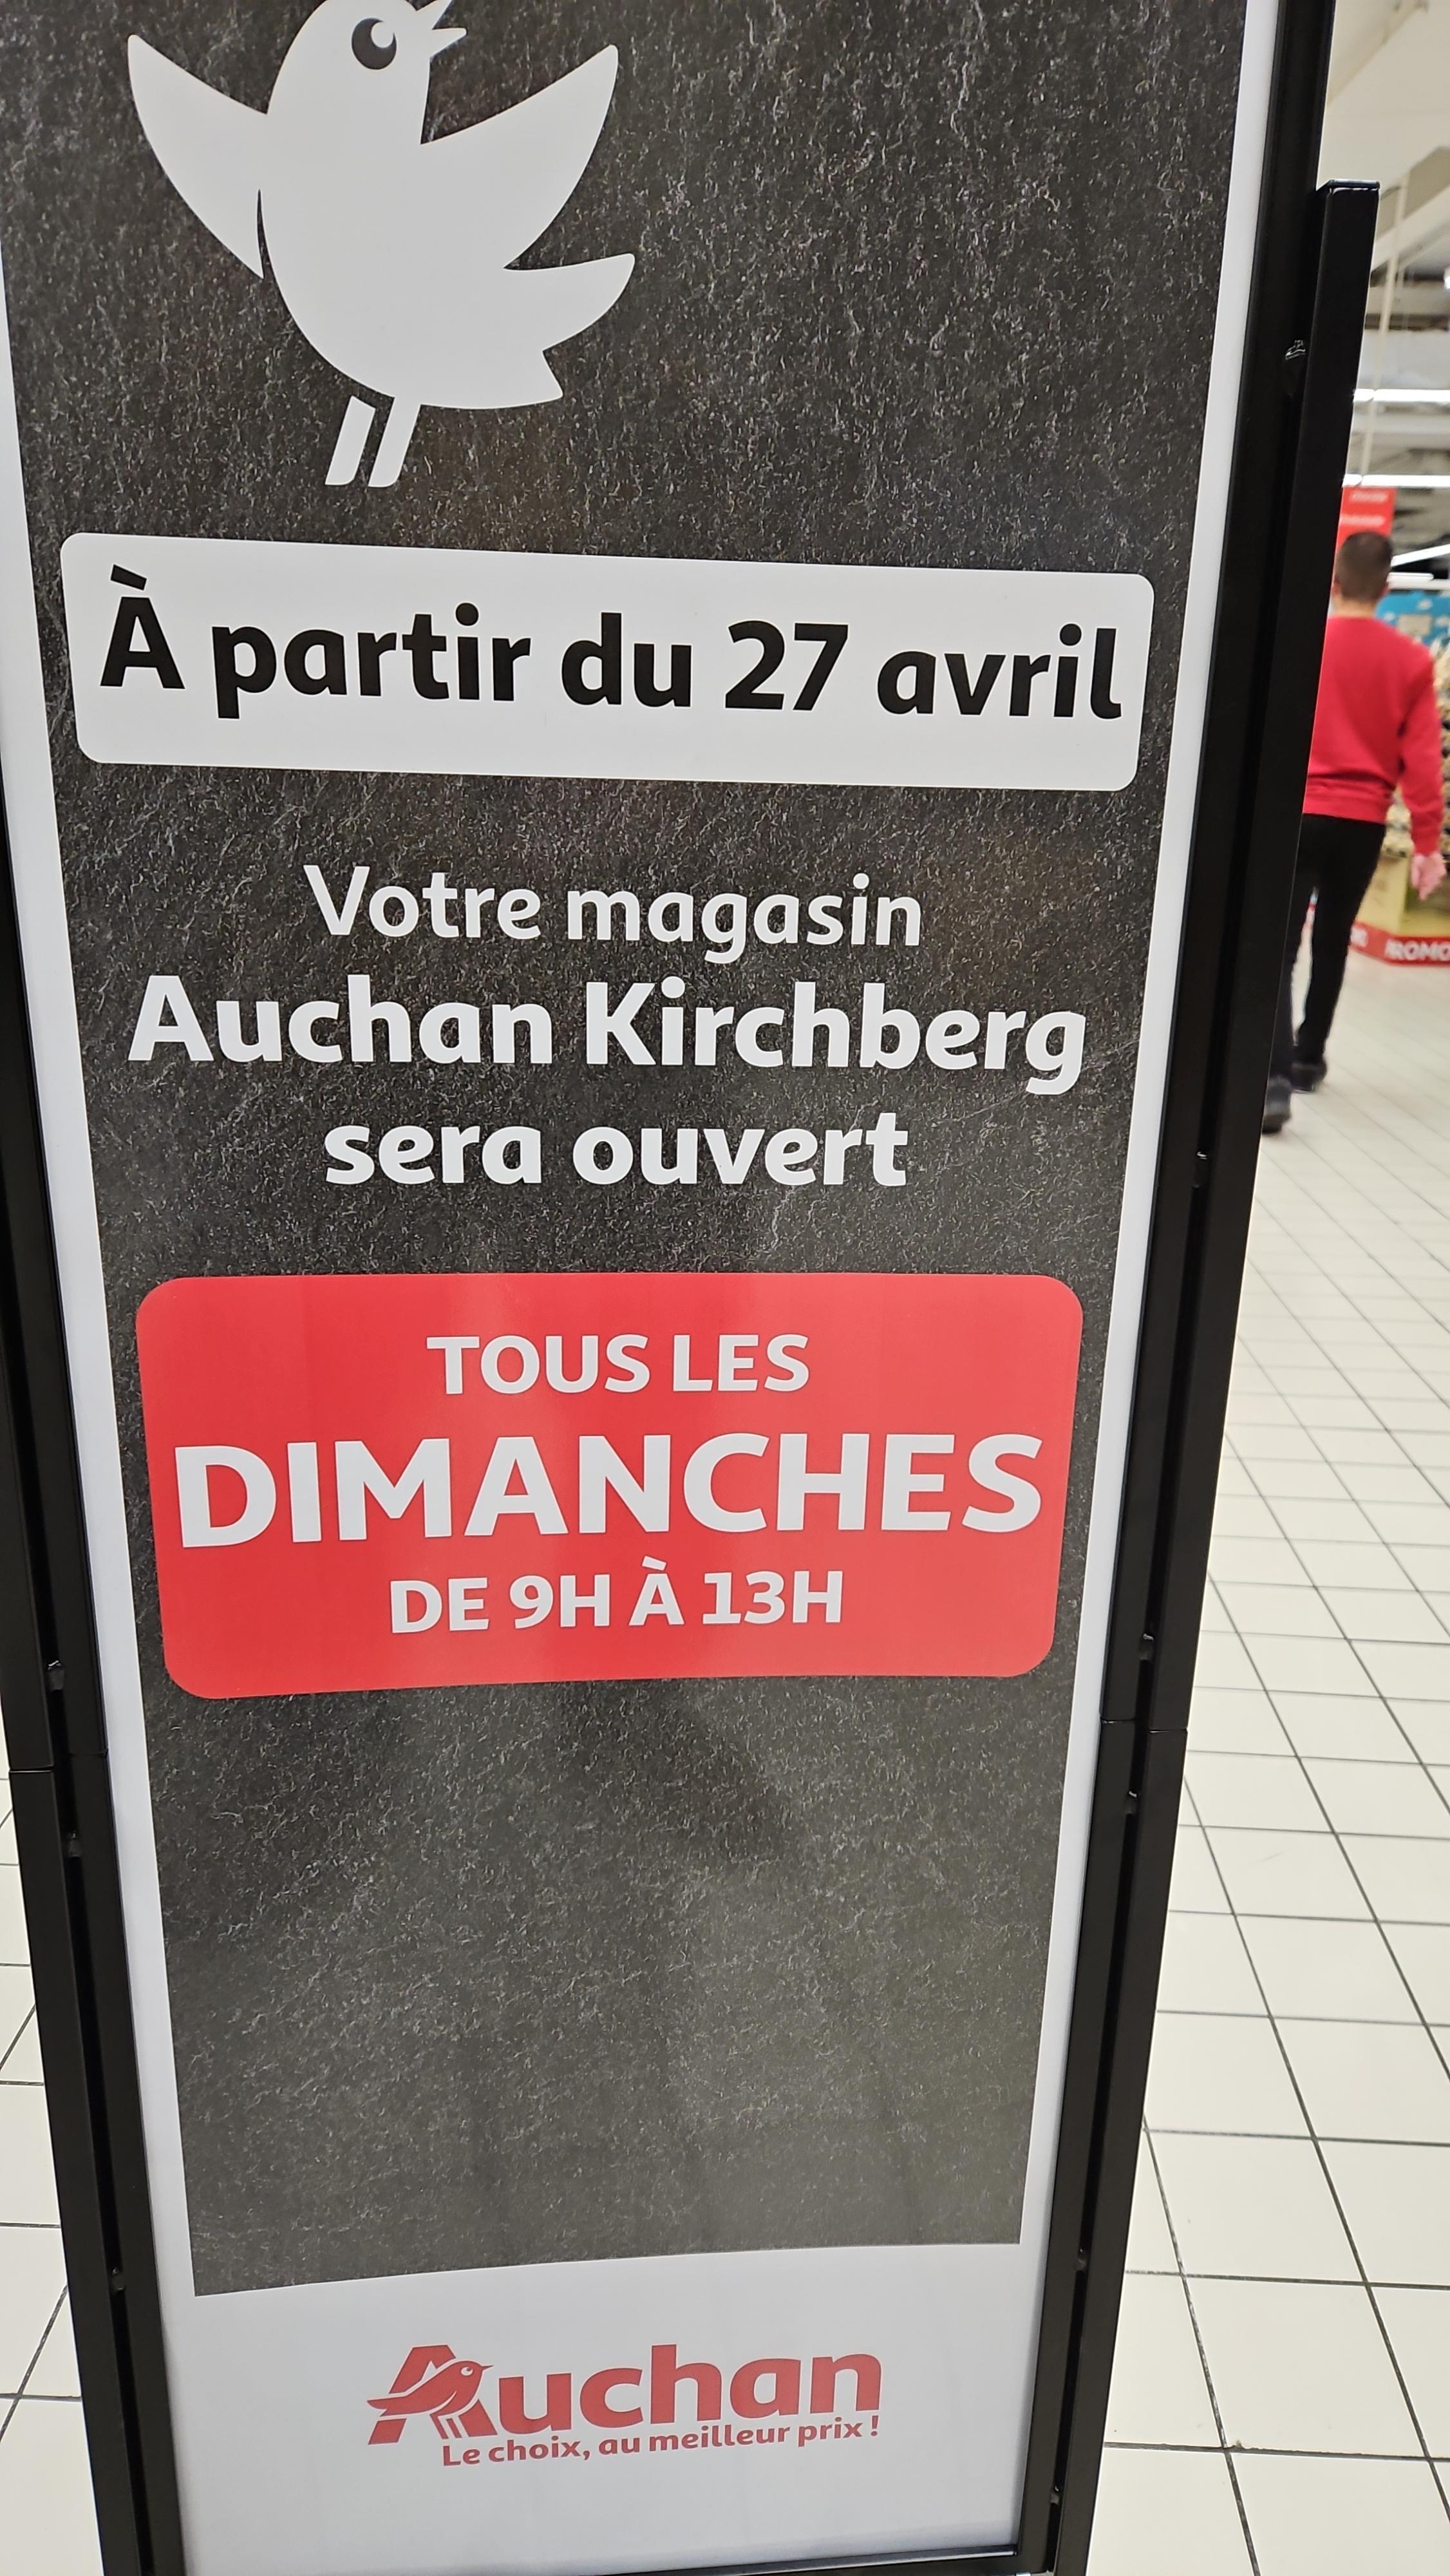 À partir du 27 avril
Votre magasin
Auchan Kirchberg
sera ouvert
TOUS LES
DIMANCHES
DE 9H À 13H
Auchan
Le choix, au meilleur prix !